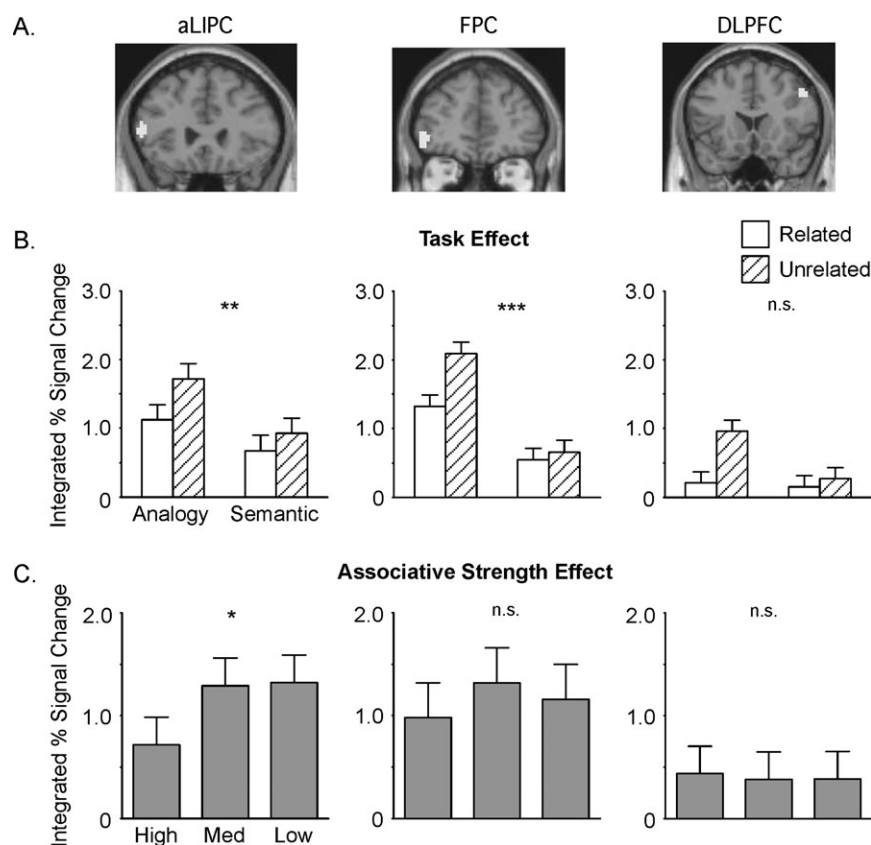 A.
aLIPC FPC DLPFC
B.
Task Effect
Related
Unrelated
Integrated % Signal Change
3.0 3.0 3.0
** *** n.s.
2.0 2.0 2.0
1.0 1.0 1.0
0 0 0
Analogy Semantic
C.
Associative Strength Effect
Integrated % Signal Change
2.0 2.0 2.0
* n.s. n.s.
1.0 1.0 1.0
0 0 0
High Med Low